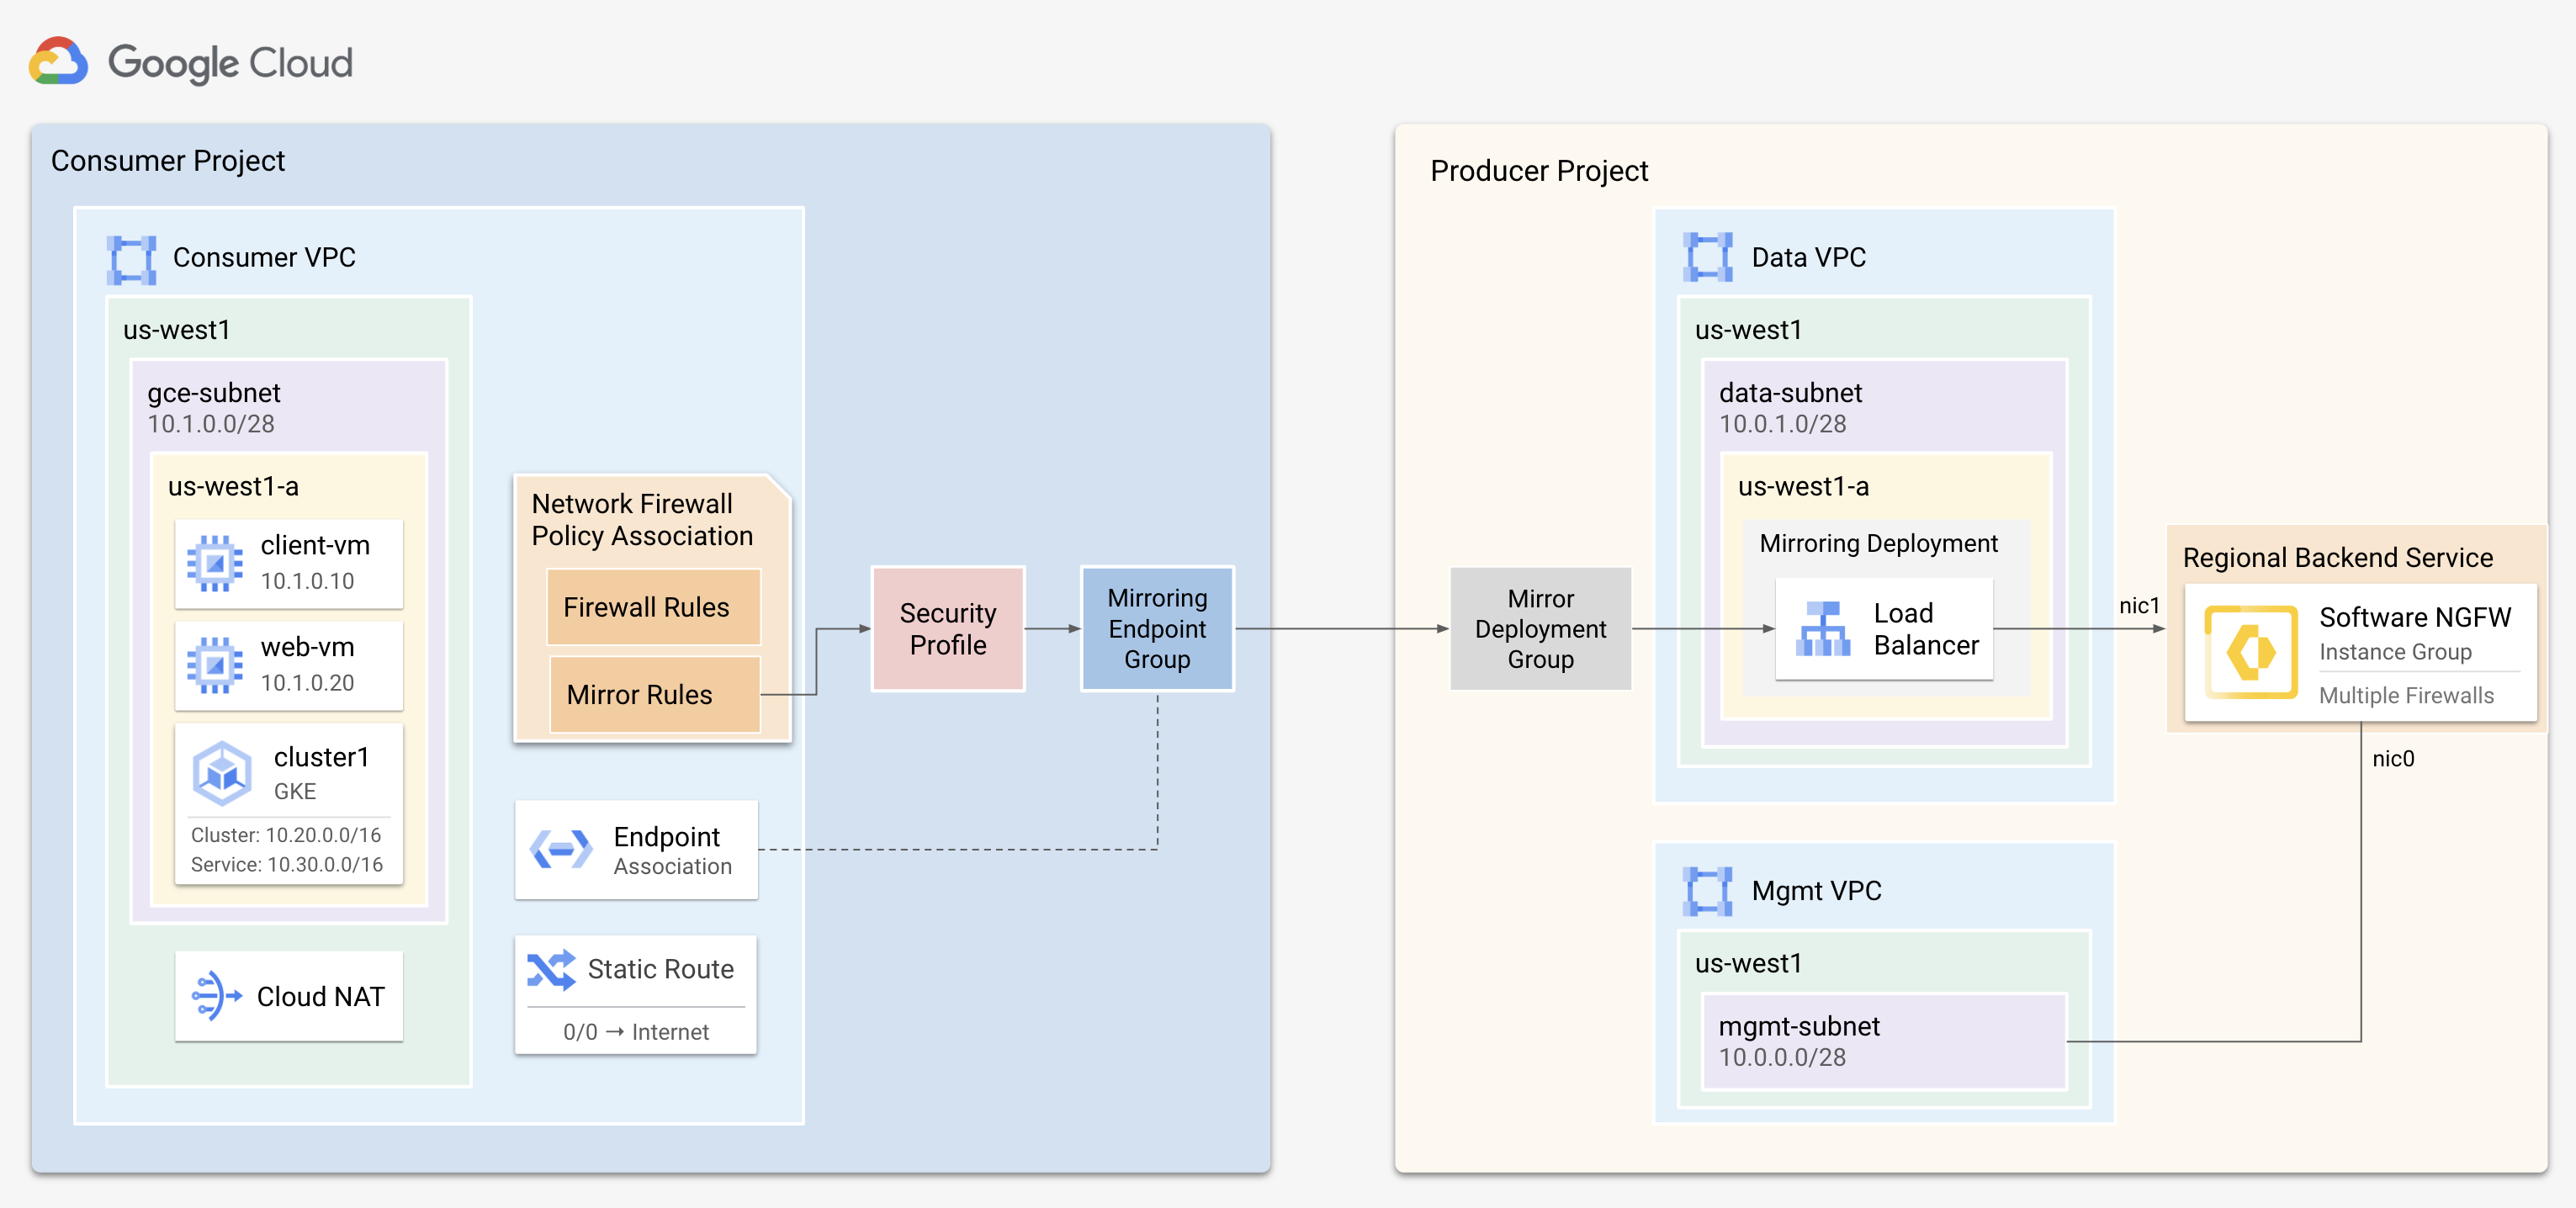 Google Cloud
Consumer Project
Consumer VPC
us-west1
gce-subnet
10.1.0.0/28
us-west1-a
client-vm
10.1.0.10
web-vm
10.1.0.20
cluster1
GKE
Cluster: 10.20.0.0/16
Service: 10.30.0.0/16
Cloud NAT
Network Firewall
Policy Association
Firewall Rules
Mirror Rules
Endpoint
Association
Static Route
0/0 → Internet
Security
Profile
Mirroring
Endpoint
Group
Producer Project
Mirror
Deployment
Group
Data VPC
us-west1
data-subnet
10.0.1.0/28
us-west1-a
Mirroring Deployment
Load
Balancer
nic1
Regional Backend Service
Software NGFW
Instance Group
Multiple Firewalls
nic0
Mgmt VPC
us-west1
mgmt-subnet
10.0.0.0/28